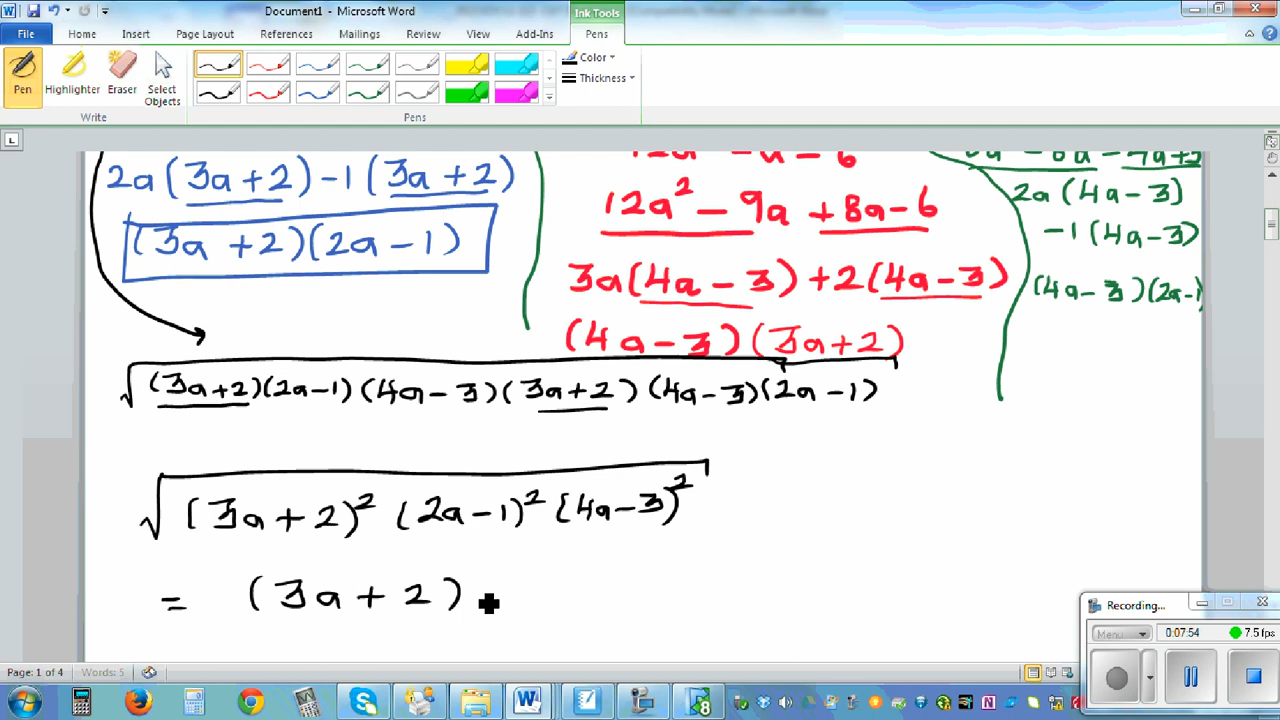 Document1 - Microsoft Word
Ink Tools
File Home Insert Page Layout References Mailings Review View Add-Ins Pens
Pen Highlighter Eraser Select Objects
Color
Thickness
Write Pens
2a(3a+2)-1(3a+2)
(3a+2)(2a-1)
12a² - 9a + 8a - 6
3a(4a-3)+2(4a-3)
(4a-3)(3a+2)
2a(4a-3)
-1(4a-3)
(4a-3)(2a-1
√(3a+2)(2a-1)(4a-3)(3a+2)(4a-3)(2a-1)
√(3a+2)² (2a-1)² (4a-3)²
= (3a+2)
Recording...
Menu 0:07:54 7.5 fps
Page: 1 of 4 Words: 5